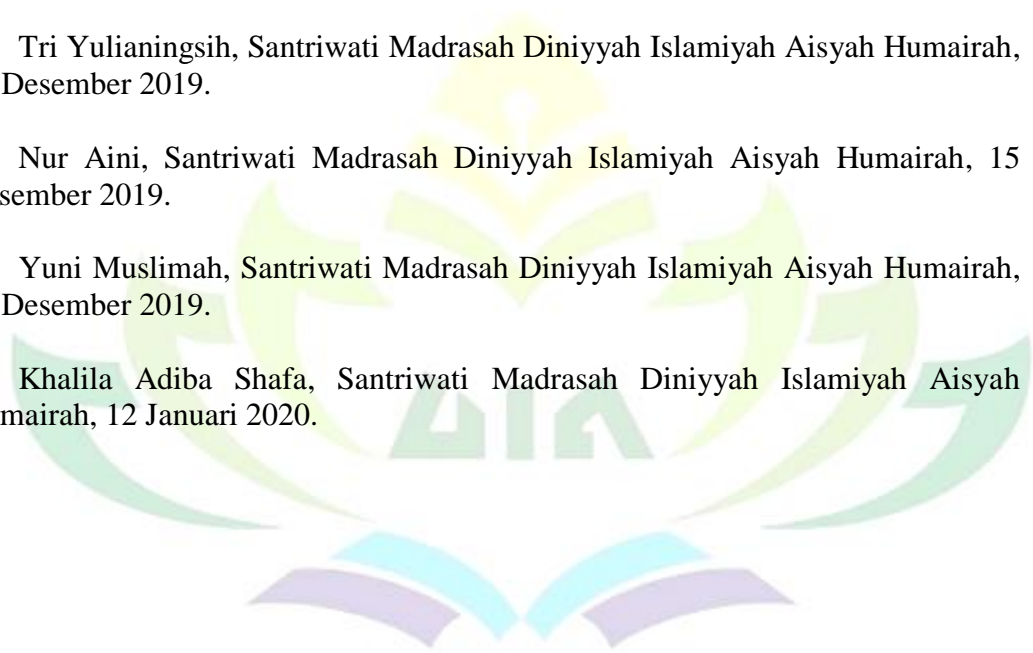 Tri Yulianingsih, Santriwati Madrasah Diniyyah Islamiyah Aisyah Humairah,
Desember 2019.
Nur Aini, Santriwati Madrasah Diniyyah Islamiyah Aisyah Humairah, 15
sember 2019.
Yuni Muslimah, Santriwati Madrasah Diniyyah Islamiyah Aisyah Humairah,
Desember 2019.
Khalila Adiba Shafa, Santriwati Madrasah Diniyyah Islamiyah Aisyah
mairah, 12 Januari 2020.